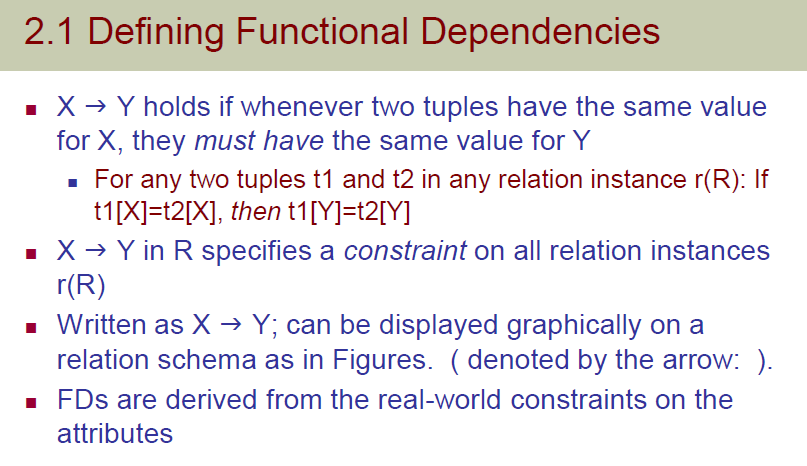 2.1 Defining Functional Dependencies
▪ X → Y holds if whenever two tuples have the same value
for X, they must have the same value for Y
▪ For any two tuples t1 and t2 in any relation instance r(R): If
t1[X]=t2[X], then t1[Y]=t2[Y]
▪ X → Y in R specifies a constraint on all relation instances
r(R)
▪ Written as X → Y; can be displayed graphically on a
relation schema as in Figures. ( denoted by the arrow: ).
▪ FDs are derived from the real-world constraints on the
attributes